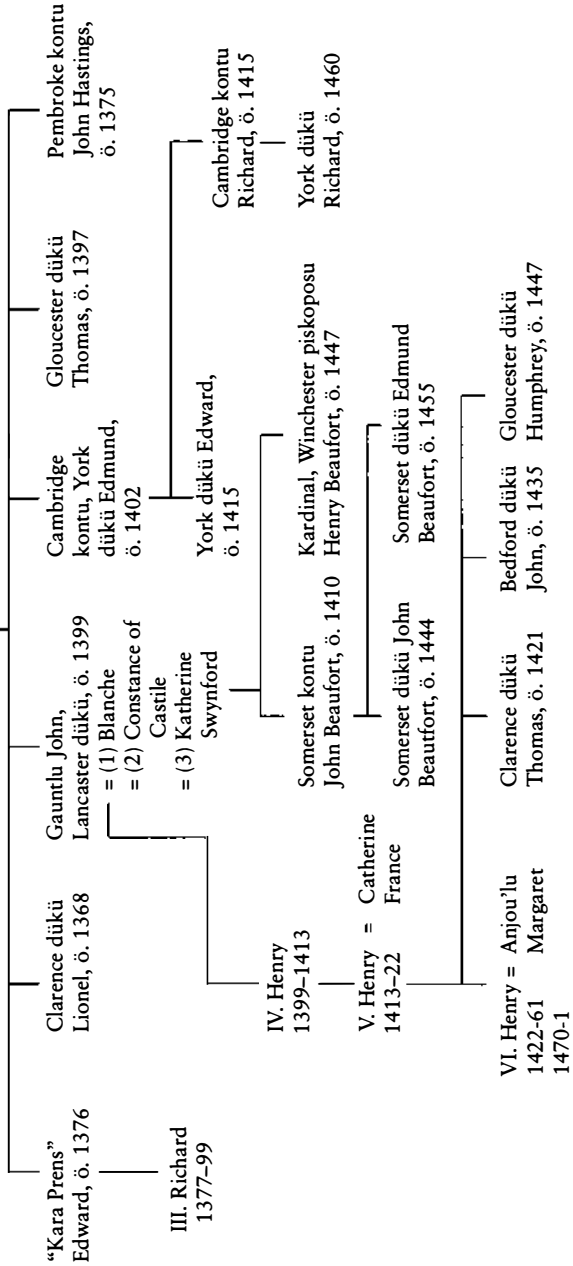 "Kara Prens"
Edward, ö. 1376
Clarence dükü
Lionel, ö. 1368
Gauntlu John,
Lancaster dükü, ö. 1399
= (1) Blanche
= (2) Constance of
Castile
= (3) Katherine
Swynford
Cambridge
kontu, York
dükü Edmund,
ö. 1402
Gloucester dükü
Thomas, ö. 1397
Pembroke kontu
John Hastings,
ö. 1375
III. Richard
1377–99
York dükü Edward,
ö. 1415
Cambridge kontu
Richard, ö. 1415
IV. Henry
1399–1413
Somerset kontu
John Beaufort, ö. 1410
Kardinal, Winchester piskoposu
Henry Beaufort, ö. 1447
York dükü
Richard, ö. 1460
V. Henry = Catherine
1413–22 France
Somerset dükü John
Beautfort, ö. 1444
Somerset dükü Edmund
Beaufort, ö. 1455
VI. Henry = Anjou'lu
1422-61 Margaret
1470-1
Clarence dükü
Thomas, ö. 1421
Bedford dükü
John, ö. 1435
Gloucester dükü
Humphrey, ö. 1447